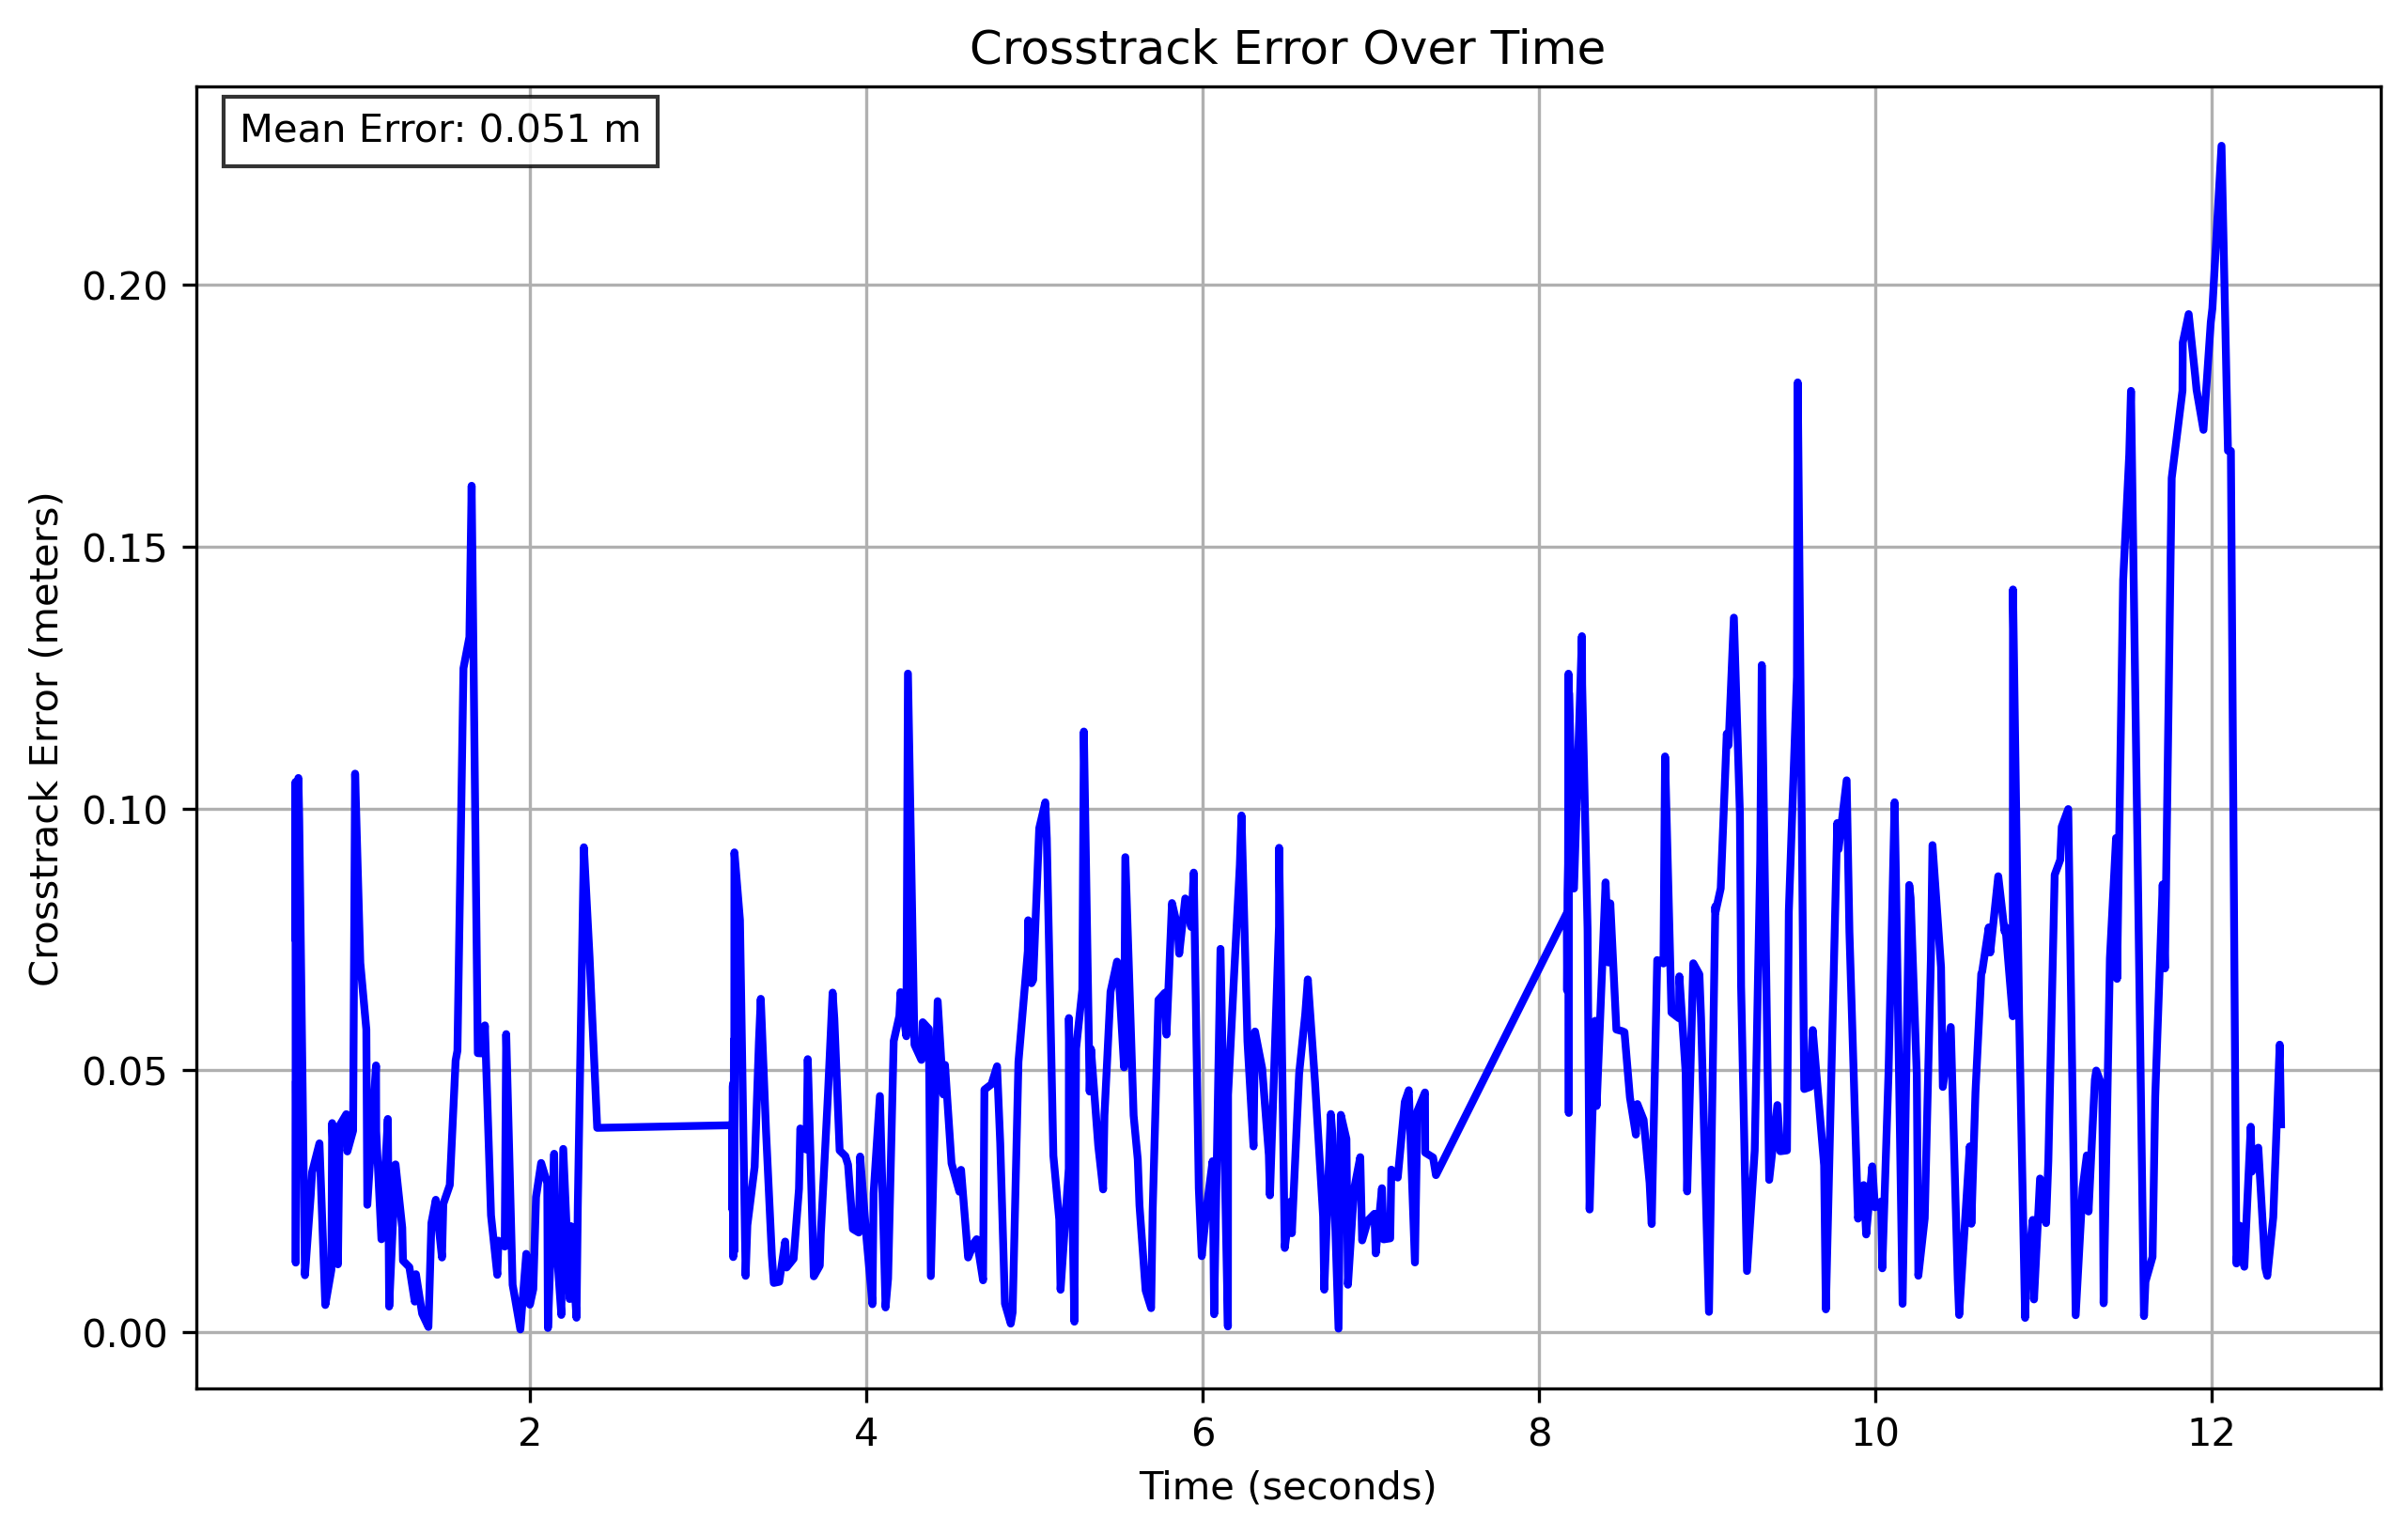 Crosstrack Error Over Time
Mean Error: 0.051 m
0.20
0.15
0.10
0.05
0.00
Crosstrack Error (meters)
2 4 6 8 10 12
Time (seconds)